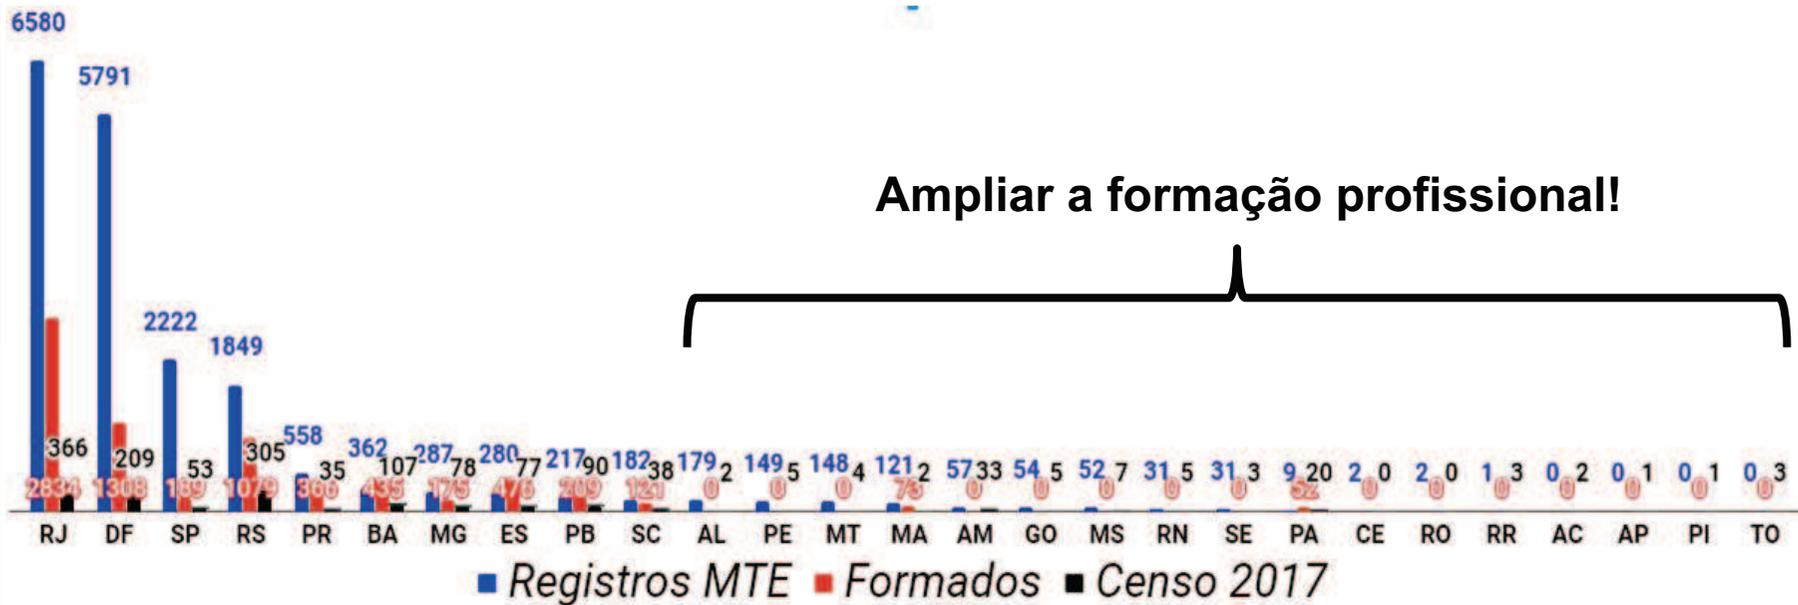 6580
5791
Ampliar a formação profissional!
2222
1849
366 209 53 305 558 35 362 107 287 78 280 77 217 90 182 38 179 2 149 5 148 4 121 2 57 33 54 5 52 7 31 5 31 3 9 20 2 0 2 0 1 3 0 2 0 1 0 1 0 3
2834 1308 189 1079 366 435 175 476 209 121 0 0 0 0 0 0 0 0 52 0 0 0 0 0 0 0
RJ DF SP RS PR BA MG ES PB SC AL PE MT MA AM GO MS RN SE PA CE RO RR AC AP PI TO
Registros MTE Formados Censo 2017